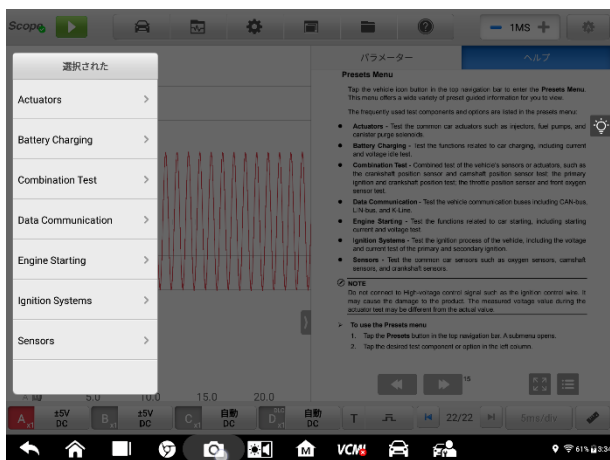 Scope
1MS
選択された
Actuators
Battery Charging
Combination Test
Data Communication
Engine Starting
Ignition Systems
Sensors
パラメーター
ヘルプ
Presets Menu
Tap the vehicle icon button in the top navigation bar to enter the Presets Menu.
This menu offers a wide variety of preset guided information for you to view.
The frequently used test components and options are listed in the presets menu:
● Actuators - Test the common car actuators such as injectors, fuel pumps, and
canister purge solenoids.
● Battery Charging - Test the functions related to car charging, including current
and voltage idle test.
● Combination Test - Combined test of the vehicle's sensors or actuators, such as
the crankshaft position sensor and camshaft position sensor test: the primary
ignition and crankshaft position test; the throttle position sensor and front oxygen
sensor test.
● Data Communication - Test the vehicle communication buses including CAN-bus,
LIN-bus, and K-Line.
● Engine Starting - Test the functions related to car starting, including starting
current and voltage test
● Ignition Systems - Test the ignition process of the vehicle, including the votage
and current test of the primary and secondary ignition.
● Sensors - Test the common car sensors such as oxygen sensors, camshaft
sensors, and crankshaft sensors.
NOTE
Do not connect to High-voltage control signal such as the ignition control wire. It
may cause the damage to the product. The measured voltage value during the
actuator test may be different from the actual value.
➢ To use the Presets menu
1. Tap the Presets button in the top navigation bar. A submenu opens.
2. Tap the desired test component or option in the left column.
15
5.0 10.0 15.0 20.0
A x1 ±5V DC B x1 ±5V DC C x1 自動 DC D x1 自動 DC T 22/22 5ms/div
VCMI 61% 3:34